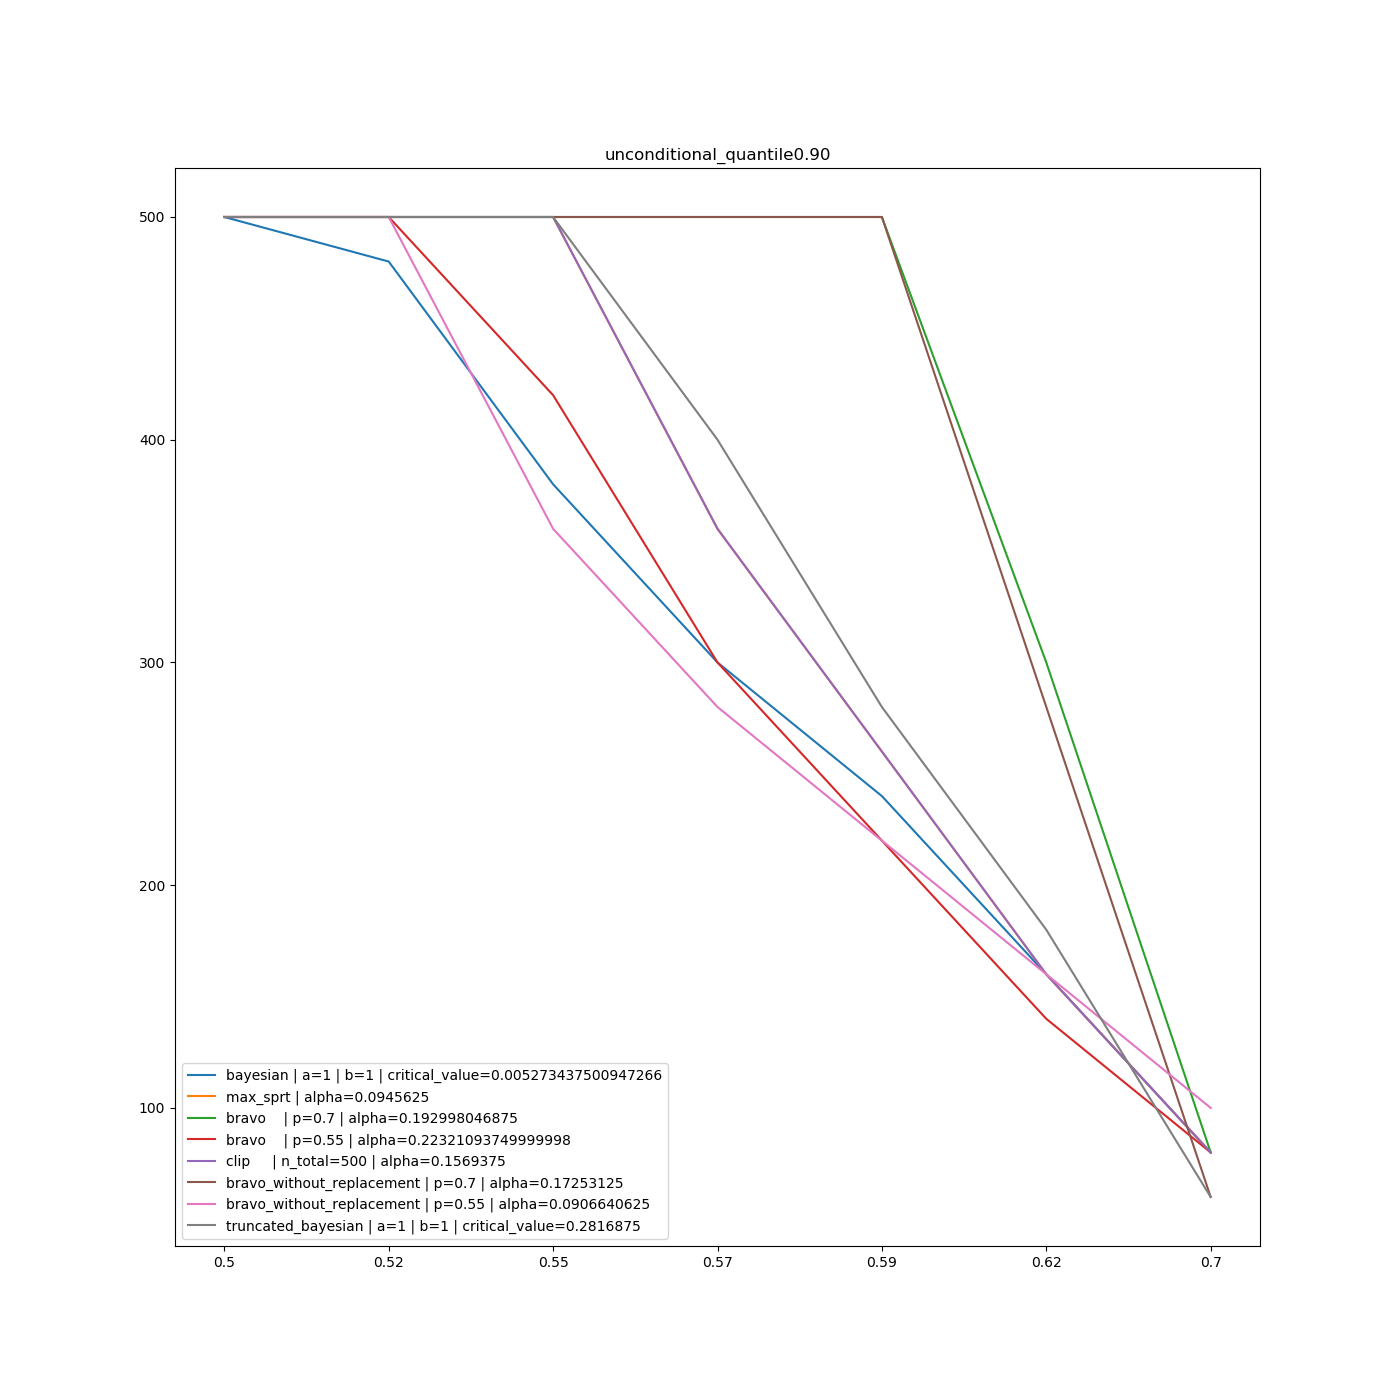 unconditional_quantile0.90
500
400
300
200
100
bayesian | a=1 | b=1 | critical_value=0.005273437500947266
max_sprt | alpha=0.0945625
bravo    | p=0.7 | alpha=0.192998046875
bravo    | p=0.55 | alpha=0.22321093749999998
clip     | n_total=500 | alpha=0.1569375
bravo_without_replacement | p=0.7 | alpha=0.17253125
bravo_without_replacement | p=0.55 | alpha=0.0906640625
truncated_bayesian | a=1 | b=1 | critical_value=0.2816875
0.5 0.52 0.55 0.57 0.59 0.62 0.7